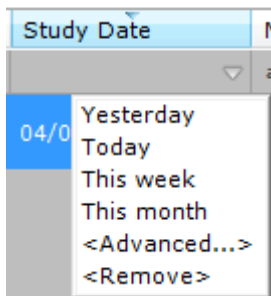 Study Date
Yesterday
04/0
Today
This week
This month
<Advanced...>
<Remove>